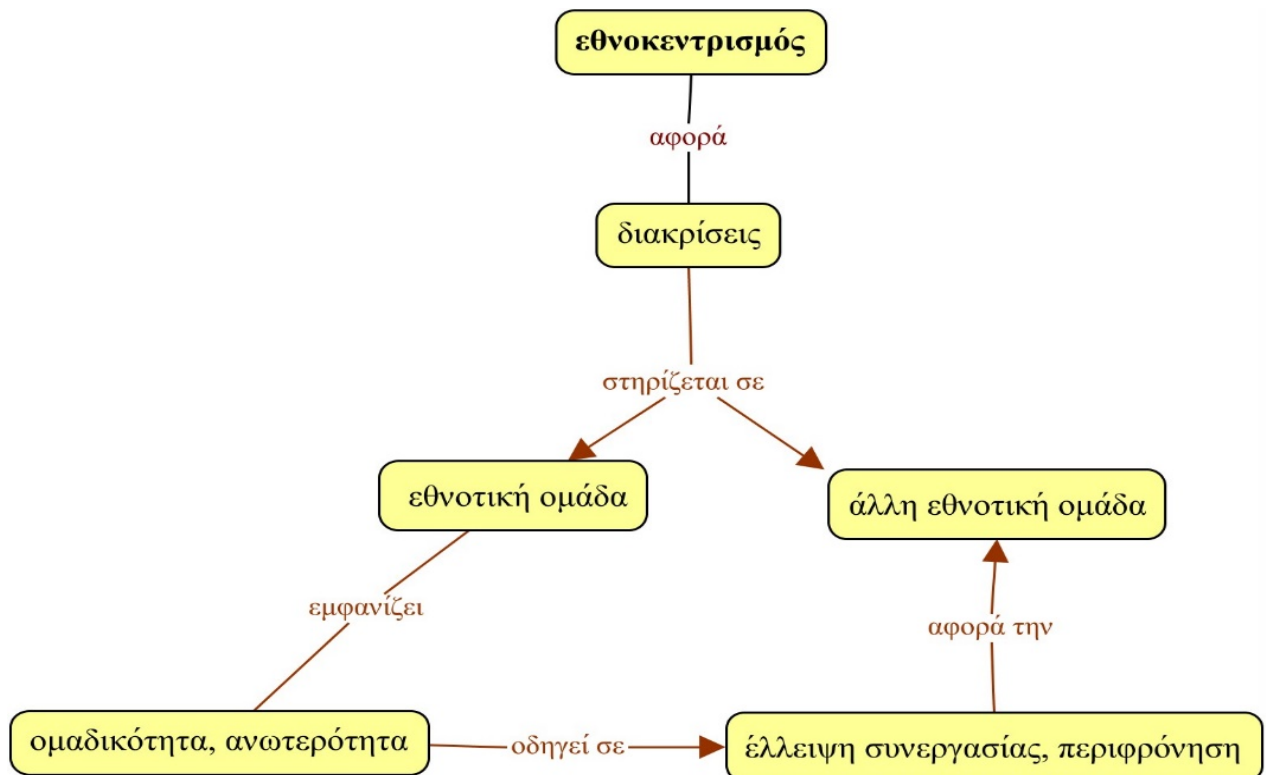 εθνοκεντρισμός
αφορά
διακρίσεις
στηρίζεται σε
εθνοτική ομάδα
άλλη εθνοτική ομάδα
εμφανίζει
αφορά την
ομαδικότητα, ανωτερότητα
οδηγεί σε
έλλειψη συνεργασίας, περιφρόνηση